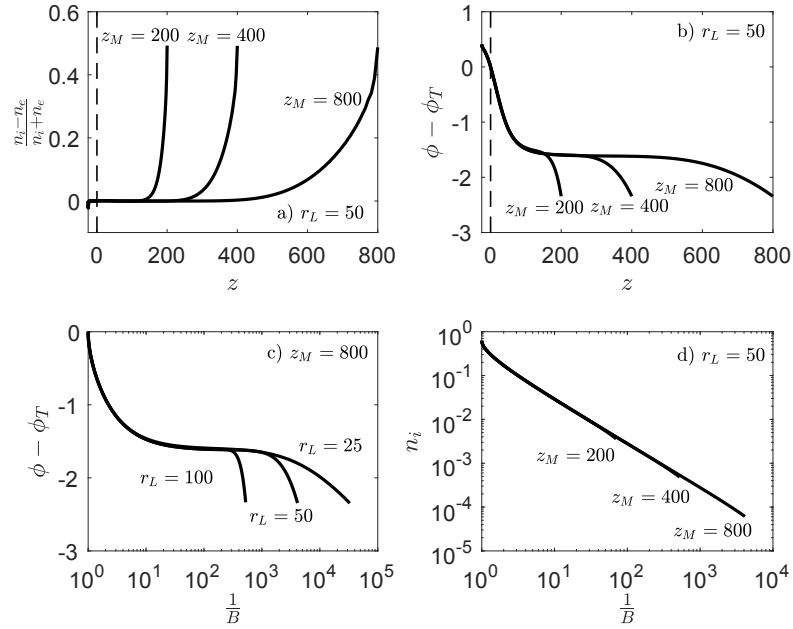 0.6
0.4
0.2
0
z_M = 200
z_M = 400
z_M = 800
a) r_L = 50
\frac{n_i - n_e}{n_i + n_e}
0 200 400 600 800
z
1
0
-1
-2
-3
b) r_L = 50
z_M = 800
z_M = 200
z_M = 400
ϕ − ϕ_T
0 200 400 600 800
z
0
-1
-2
-3
c) z_M = 800
r_L = 25
r_L = 100
r_L = 50
ϕ − ϕ_T
10^0 10^1 10^2 10^3 10^4 10^5
\frac{1}{B}
10^0
10^{-1}
10^{-2}
10^{-3}
10^{-4}
10^{-5}
d) r_L = 50
z_M = 200
z_M = 400
z_M = 800
n_i
10^0 10^1 10^2 10^3 10^4
\frac{1}{B}